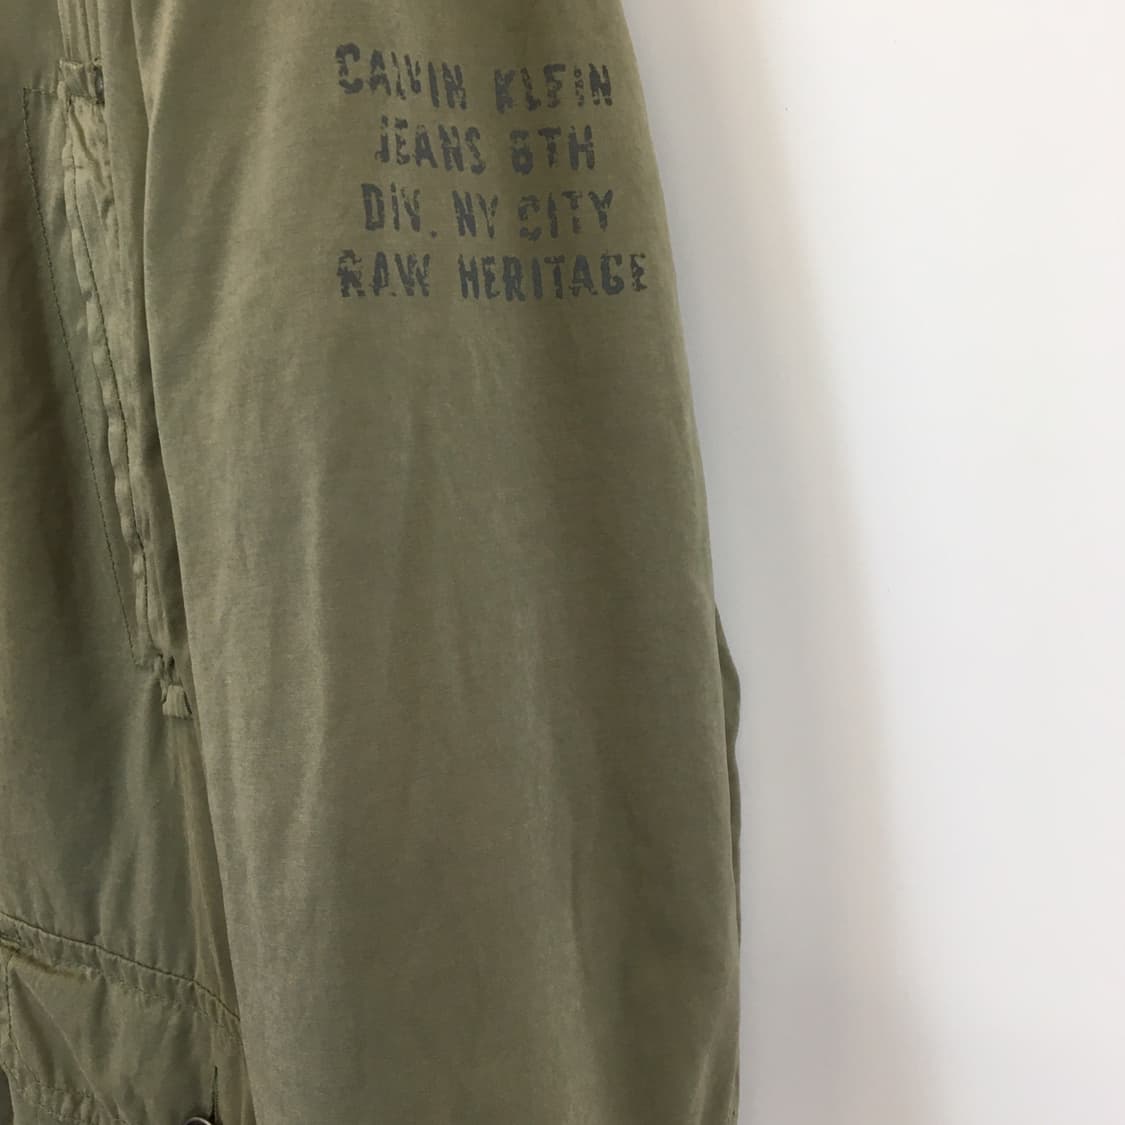 CALVIN KLEIN
JEANS 8TH
DIV. NY CITY
RAW HERITAGE